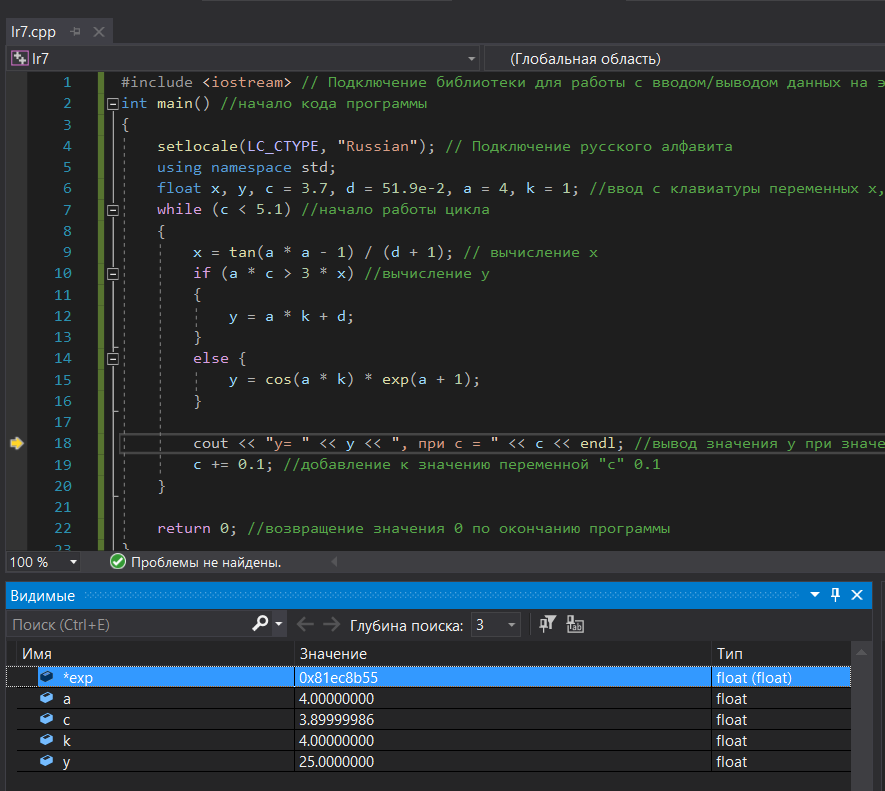 lr7.cpp
lr7 (Глобальная область)
1 #include <iostream> // Подключение библиотеки для работы с вводом/выводом данных на э
2 int main() //начало кода программы
3 {
4 setlocale(LC_CTYPE, "Russian"); // Подключение русского алфавита
5 using namespace std;
6 float x, y, c = 3.7, d = 51.9e-2, a = 4, k = 1; //ввод с клавиатуры переменных x,
7 while (c < 5.1) //начало работы цикла
8 {
9 x = tan(a * a - 1) / (d + 1); // вычисление x
10 if (a * c > 3 * x) //вычисление y
11 {
12 y = a * k + d;
13 }
14 else {
15 y = cos(a * k) * exp(a + 1);
16 }
17
18 cout << "y= " << y << ", при c = " << c << endl; //вывод значения y при значе
19 c += 0.1; //добавление к значению переменной "c" 0.1
20 }
21
22 return 0; //возвращение значения 0 по окончанию программы
23 }
100 % Проблемы не найдены.
Видимые
Поиск (Ctrl+E) Глубина поиска: 3
Имя Значение Тип
*exp 0x81ec8b55 float (float)
a 4.00000000 float
c 3.89999986 float
k 4.00000000 float
y 25.0000000 float